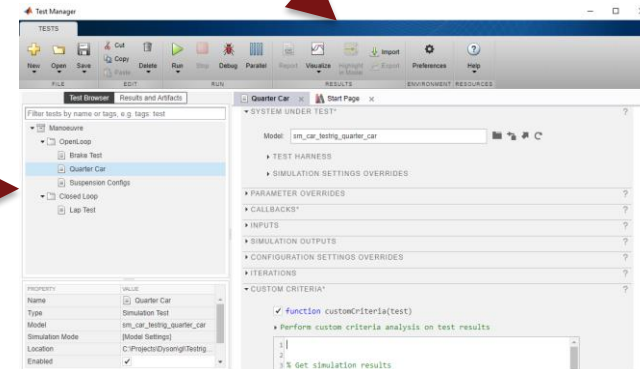 Test Manager
TESTS
New Open Save Cut Copy Paste Delete Run Stop Debug Parallel Report Visualize Highlight in Model Import Export Preferences Help
FILE EDIT RUN RESULTS ENVIRONMENT RESOURCES
Test Browser Results and Artifacts
Quarter Car × Start Page ×
Filter tests by name or tags, e.g. tags: test
Manoeuvre
OpenLoop
Brake Test
Quarter Car
Suspension Configs
Closed Loop
Lap Test
PROPERTY VALUE
Name Quarter Car
Type Simulation Test
Model sm_car_testrig_quarter_car
Simulation Mode [Model Settings]
Location
Enabled
SYSTEM UNDER TEST* ?
Model: sm_car_testrig_quarter_car
TEST HARNESS
SIMULATION SETTINGS OVERRIDES
PARAMETER OVERRIDES ?
CALLBACKS* ?
INPUTS ?
SIMULATION OUTPUTS ?
CONFIGURATION SETTINGS OVERRIDES ?
ITERATIONS ?
CUSTOM CRITERIA* ?
function customCriteria(test)
Perform custom criteria analysis on test results
1
2
3 % Get simulation results